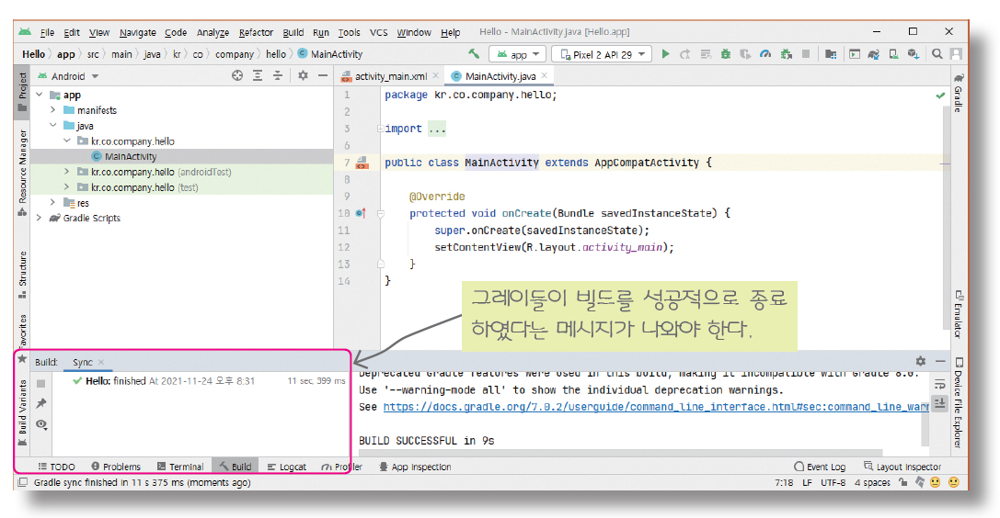 File Edit View Navigate Code Analyze Refactor Build Run Tools VCS Window Help Hello - MainActivity.java [Hello.app]
Hello app src main java kr co company hello MainActivity app Pixel 2 API 29
Project
Resource Manager
Structure
Favorites
Build Variants
Android
app
manifests
java
kr.co.company.hello
MainActivity
kr.co.company.hello (androidTest)
kr.co.company.hello (test)
res
Gradle Scripts
activity_main.xml MainActivity.java
1 package kr.co.company.hello;
2
3 import ...
6
7 public class MainActivity extends AppCompatActivity {
8
9 @Override
10 protected void onCreate(Bundle savedInstanceState) {
11 super.onCreate(savedInstanceState);
12 setContentView(R.layout.activity_main);
13 }
14 }
그레이들이 빌드를 성공적으로 종료
하였다는 메시지가 나와야 한다.
Gradle
Emulator
Device File Explorer
Build: Sync
Hello: finished At 2021-11-24 오후 8:31 11 sec, 399 ms
Deprecated Gradle features were used in this build, making it incompatible with Gradle 8.0.
Use '--warning-mode all' to show the individual deprecation warnings.
See https://docs.gradle.org/7.0.2/userguide/command_line_interface.html#sec:command_line_warn
BUILD SUCCESSFUL in 9s
TODO Problems Terminal Build Logcat Profiler App Inspection Event Log Layout Inspector
Gradle sync finished in 11 s 375 ms (moments ago) 7:18 LF UTF-8 4 spaces